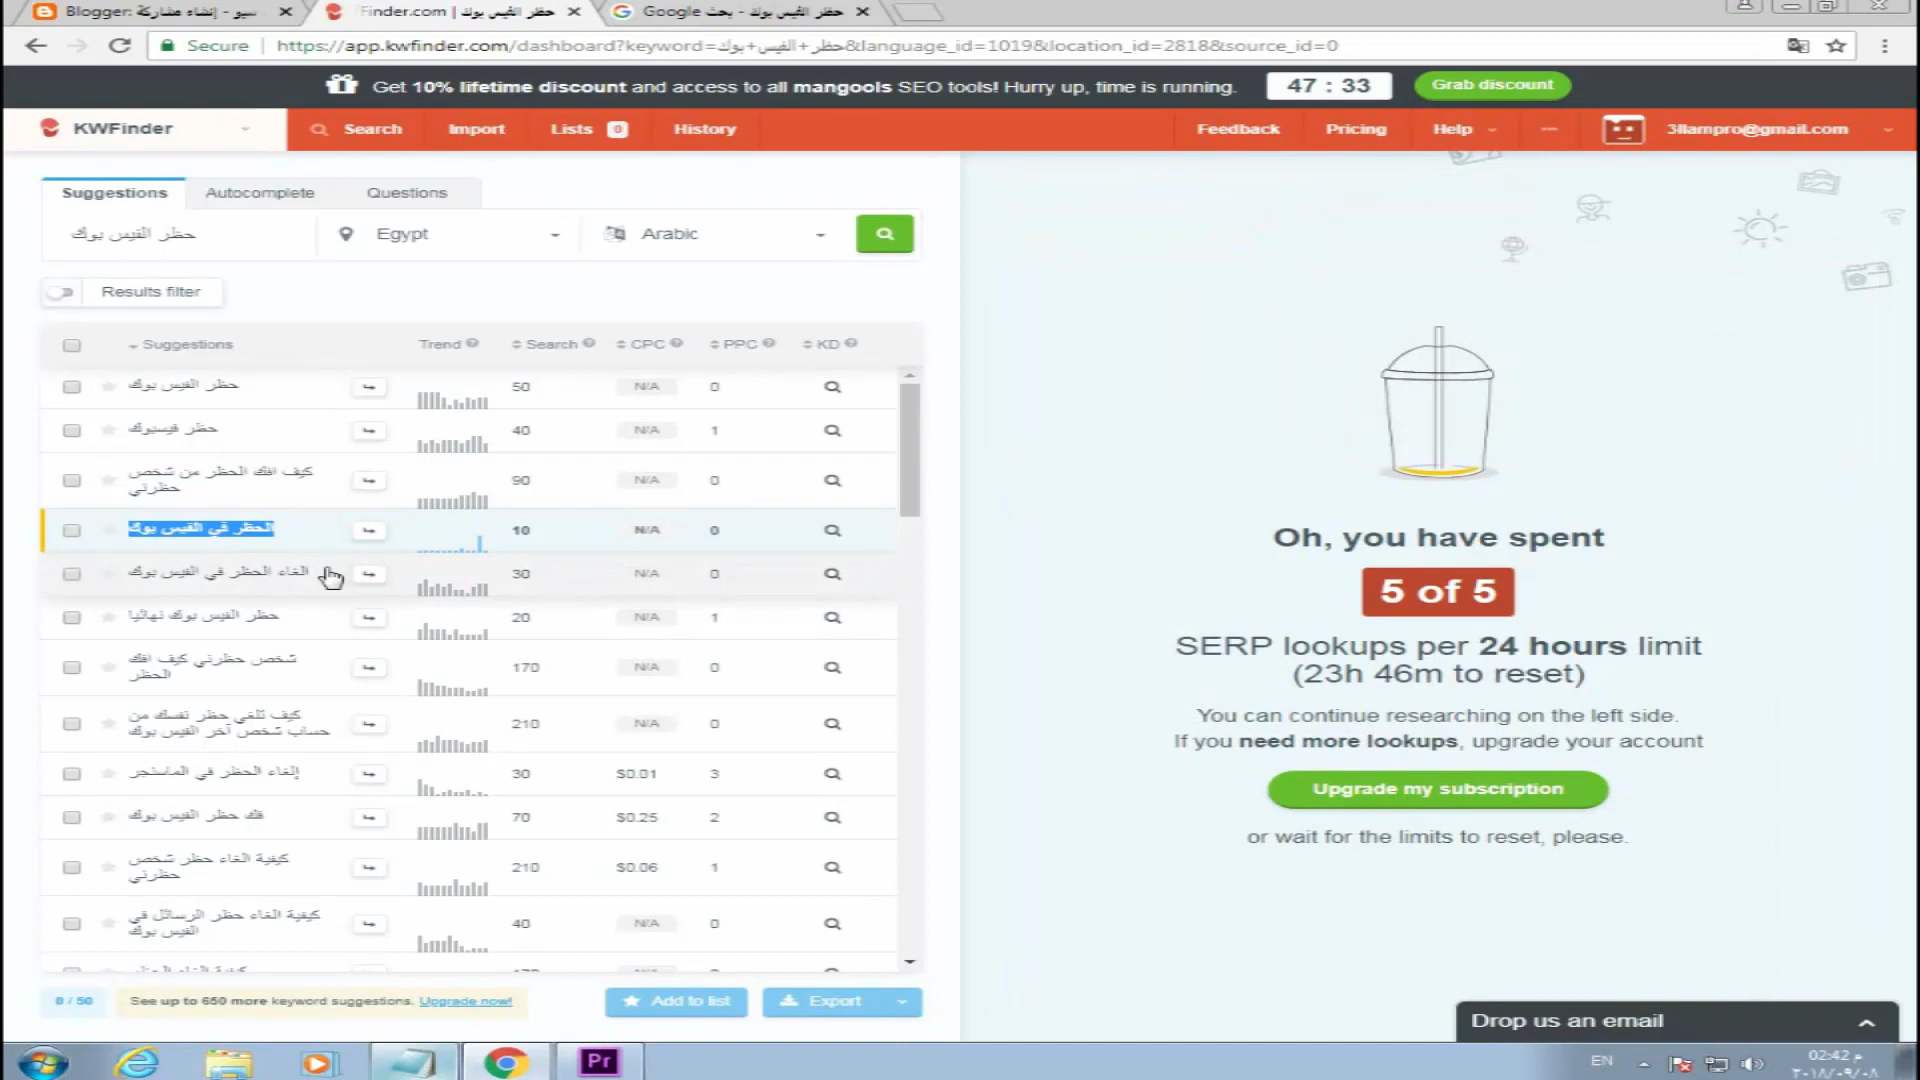 Blogger: سيو - إنشاء مشاركة
Finder.com | حظر الفيس بوك
حظر الفيس بوك - بحث Google
Secure
https://app.kwfinder.com/dashboard?keyword=حظر+الفيس+بوك&language_id=1019&location_id=2818&source_id=0
Get 10% lifetime discount and access to all mangools SEO tools! Hurry up, time is running.
47 : 33
Grab discount
KWFinder
Search
Import
Lists 0
History
Feedback
Pricing
Help
3llampro@gmail.com
Suggestions
Autocomplete
Questions
حظر الفيس بوك
Egypt
Arabic
Results filter
Suggestions Trend Search CPC PPC KD
حظر الفيس بوك 50 N/A 0
حظر فيسبوك 40 N/A 1
كيف افك الحظر من شخص
حظرني
90 N/A 0
الحظر في الفيس بوك 10 N/A 0
الغاء الحظر في الفيس بوك 30 N/A 0
حظر الفيس بوك نهائيا 20 N/A 1
شخص حظرني كيف افك
الحظر
170 N/A 0
كيف تلغي حظر نفسك من
حساب شخص آخر الفيس بوك
210 N/A 0
إلغاء الحظر في الماسنجر 30 $0.01 3
فك حظر الفيس بوك 70 $0.25 2
كيفية الغاء حظر شخص
حظرني
210 $0.06 1
كيفية الغاء حظر الرسائل في
الفيس بوك
40 N/A 0
0 / 50
See up to 650 more keyword suggestions. Upgrade now!
Add to list
Export
Oh, you have spent
5 of 5
SERP lookups per 24 hours limit
(23h 46m to reset)
You can continue researching on the left side.
If you need more lookups, upgrade your account
Upgrade my subscription
or wait for the limits to reset, please.
Drop us an email
Pr
EN
02:42 م
٢٠١٨/٠٩/٠٨